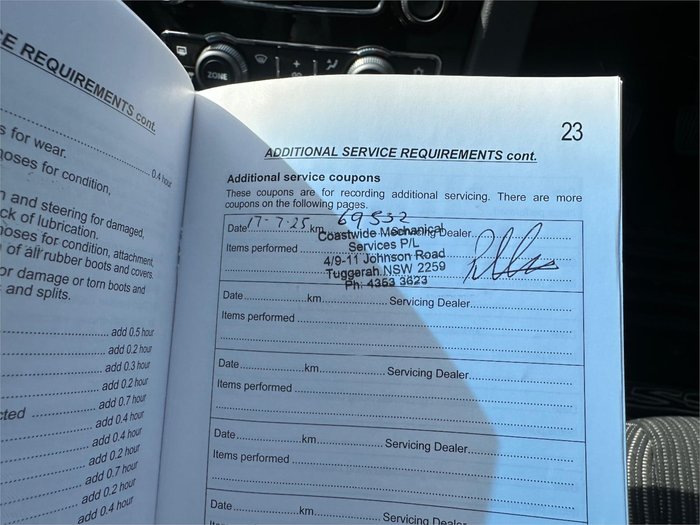 ZONE
E REQUIREMENTS cont.
s for wear.
0.4 hour
hoses for condition,
n and steering for damaged,
ck of lubrication.
hoses for condition, attachment,
n of all rubber boots and covers.
or damage or torn boots and
and splits.
add 0.5 hour
add 0.2 hour
add 0.3 hour
add 0.2 hour
cted add 0.7 hour
add 0.4 hour
add 0.4 hour
add 0.2 hour
add 0.7 hour
add 0.2 hour
add 0.4 hour
23
ADDITIONAL SERVICE REQUIREMENTS cont.
Additional service coupons
These coupons are for recording additional servicing. There are more
coupons on the following pages.
Date 17-7-25 km 69532 Servicing Dealer
Items performed
Coastwide Mechanical
Services P/L
4/9-11 Johnson Road
Tuggerah NSW 2259
Ph: 4353 3623
Date km Servicing Dealer
Items performed
Date km Servicing Dealer
Items performed
Date km Servicing Dealer
Items performed
Date km Servicing Dealer
Items